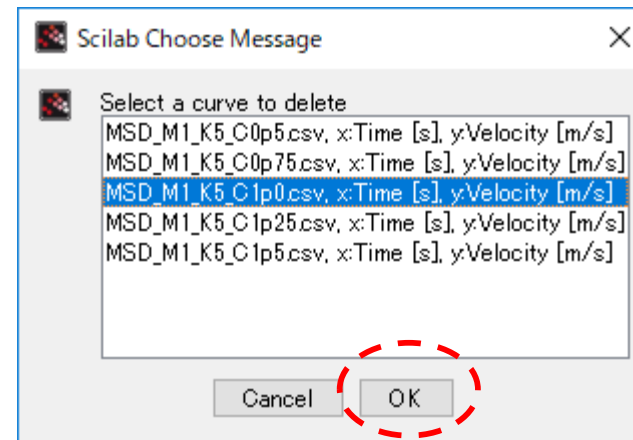 Scilab Choose Message
Select a curve to delete
MSD_M1_K5_C0p5.csv, x:Time [s], y:Velocity [m/s]
MSD_M1_K5_C0p75.csv, x:Time [s], y:Velocity [m/s]
MSD_M1_K5_C1p0.csv, x:Time [s], y:Velocity [m/s]
MSD_M1_K5_C1p25.csv, x:Time [s], y:Velocity [m/s]
MSD_M1_K5_C1p5.csv, x:Time [s], y:Velocity [m/s]
Cancel OK